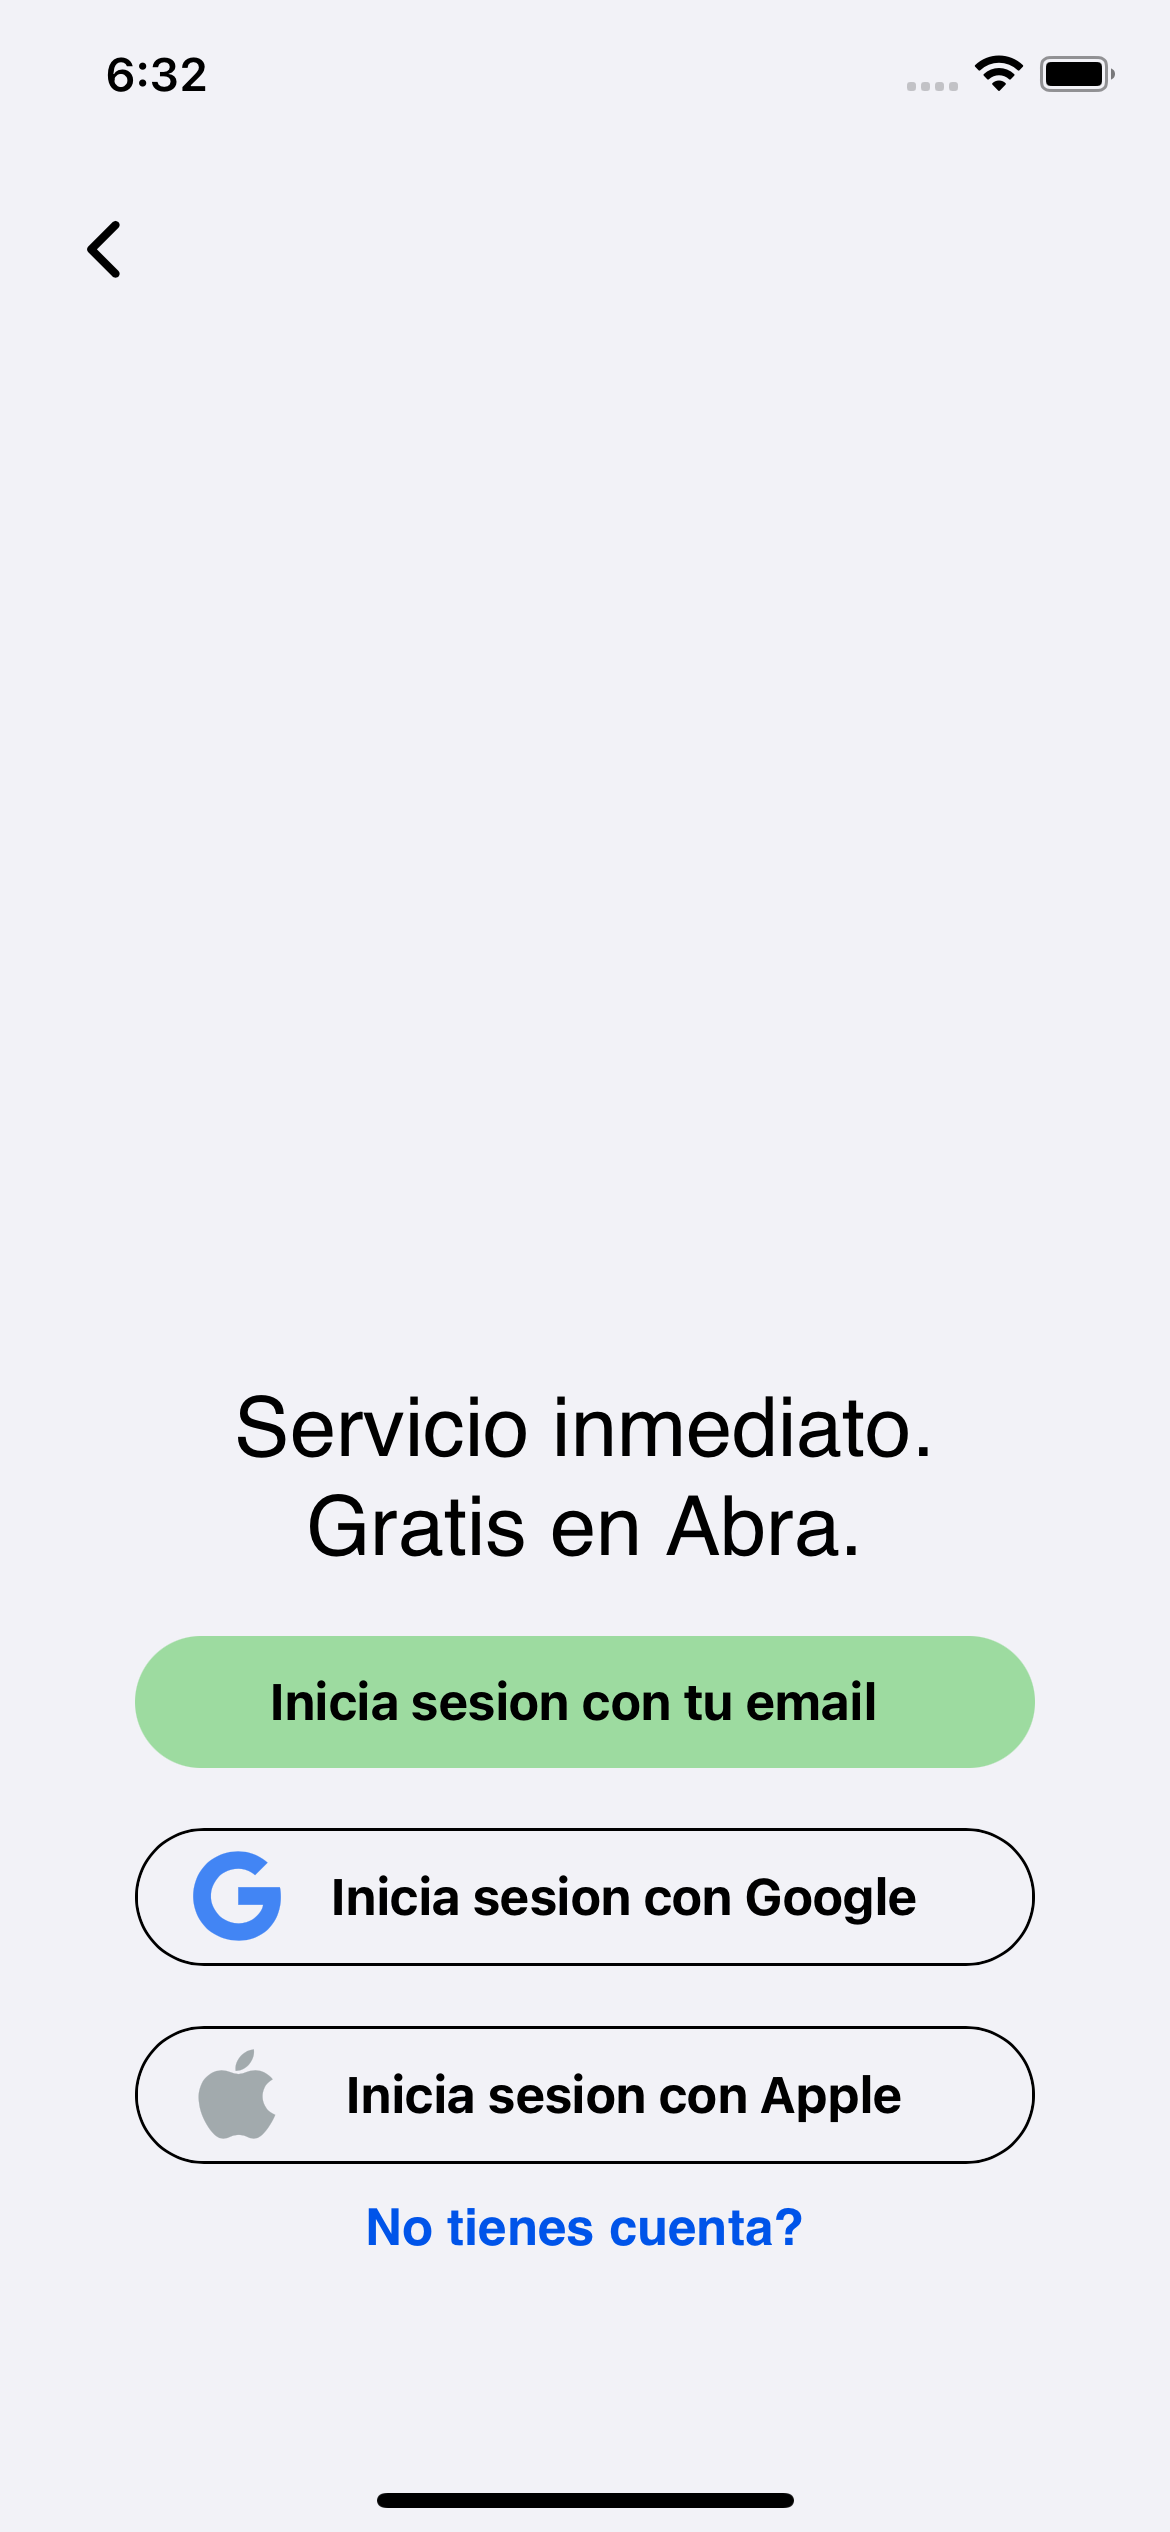 6:32
Servicio inmediato.
Gratis en Abra.
Inicia sesion con tu email
Inicia sesion con Google
Inicia sesion con Apple
No tienes cuenta?